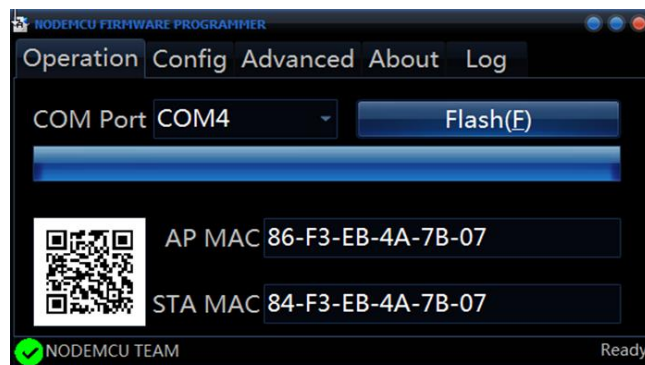 NODEMCU FIRMWARE PROGRAMMER
Operation Config Advanced About Log
COM Port COM4 Flash(F)
AP MAC 86-F3-EB-4A-7B-07
STA MAC 84-F3-EB-4A-7B-07
NODEMCU TEAM Ready